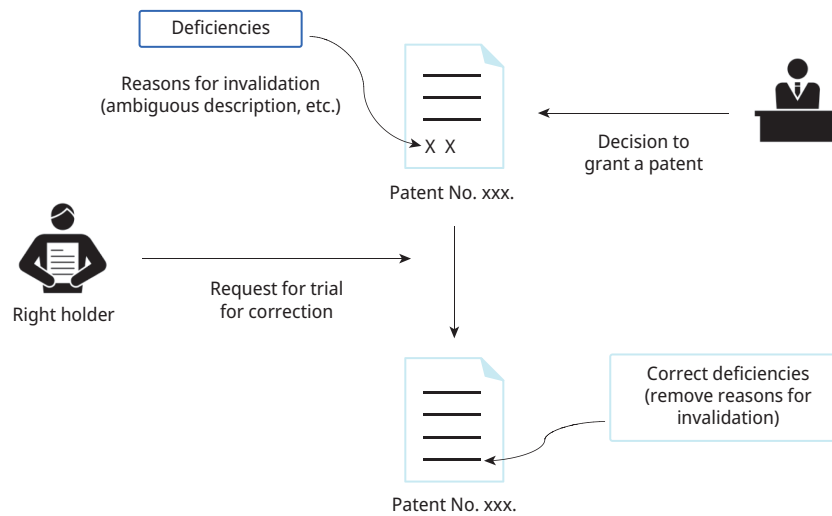 Deficiencies
Reasons for invalidation
(ambiguous description, etc.)
X X
Decision to
grant a patent
Patent No. xxx.
Request for trial
for correction
Right holder
Correct deficiencies
(remove reasons for
invalidation)
Patent No. xxx.